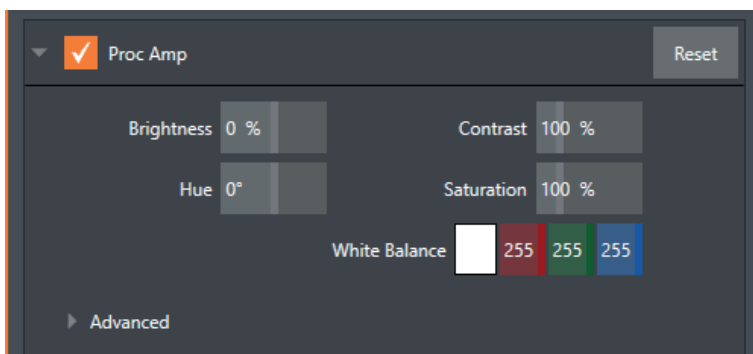 Proc Amp Reset
Brightness 0 % Contrast 100 %
Hue 0° Saturation 100 %
White Balance 255 255 255
Advanced